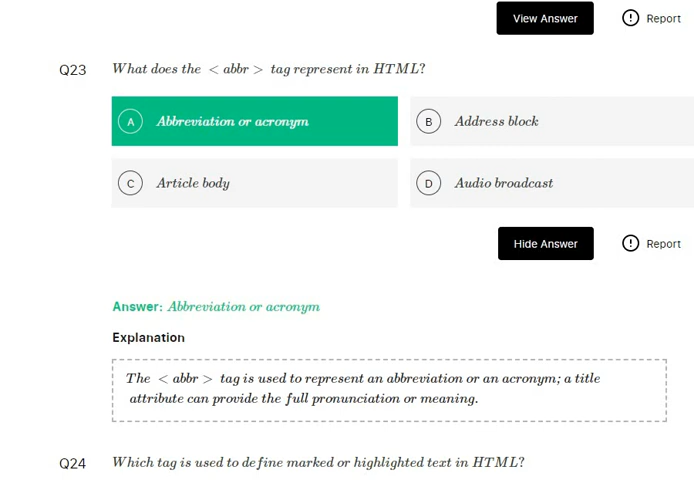 View Answer
! Report
Q23 What does the < abbr > tag represent in HTML?
A Abbreviation or acronym
B Address block
C Article body
D Audio broadcast
Hide Answer
! Report
Answer: Abbreviation or acronym
Explanation
The < abbr > tag is used to represent an abbreviation or an acronym; a title
attribute can provide the full pronunciation or meaning.
Q24 Which tag is used to define marked or highlighted text in HTML?